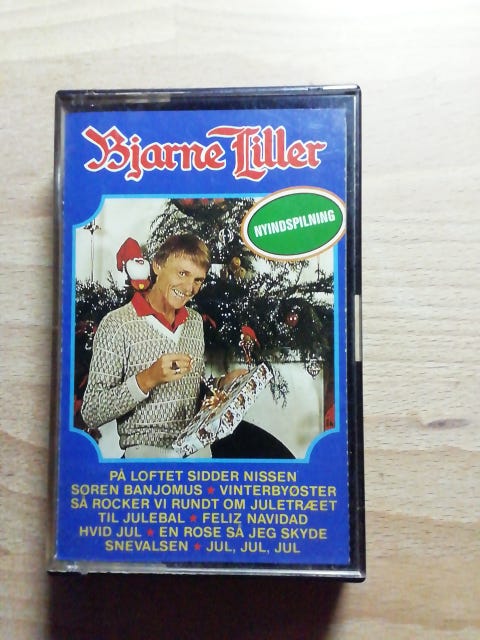 Bjarne Liller
NYINDSPILNING
PÅ LOFTET SIDDER NISSEN
SØREN BANJOMUS ★ VINTERBYØSTER
SÅ ROCKER VI RUNDT OM JULETRÆET
TIL JULEBAL ★ FELIZ NAVIDAD
HVID JUL ★ EN ROSE SÅ JEG SKYDE
SNEVALSEN ★ JUL, JUL, JUL